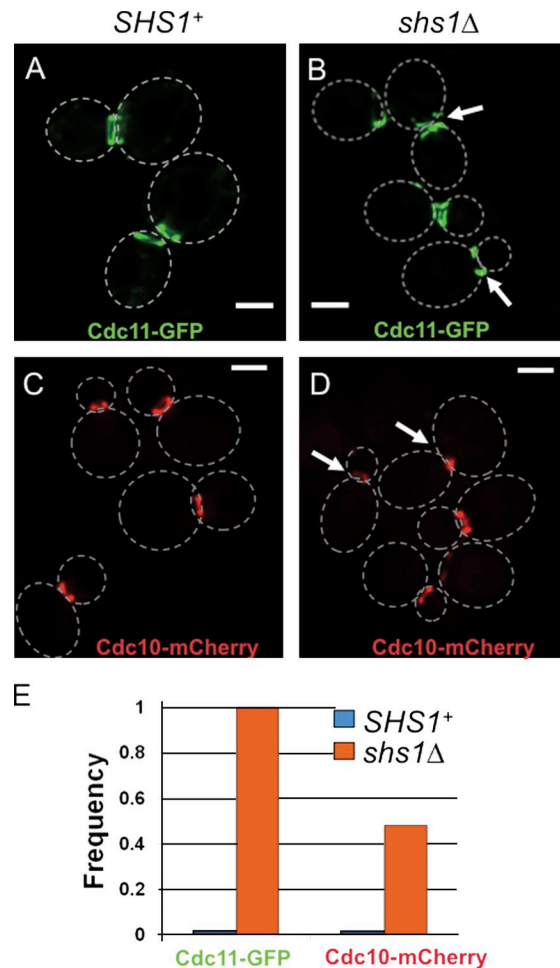 SHS1⁺ shs1Δ
A B
Cdc11-GFP Cdc11-GFP
C D
Cdc10-mCherry Cdc10-mCherry
E
1
0.8
0.6
0.4
0.2
0
Frequency
SHS1⁺
shs1Δ
Cdc11-GFP Cdc10-mCherry